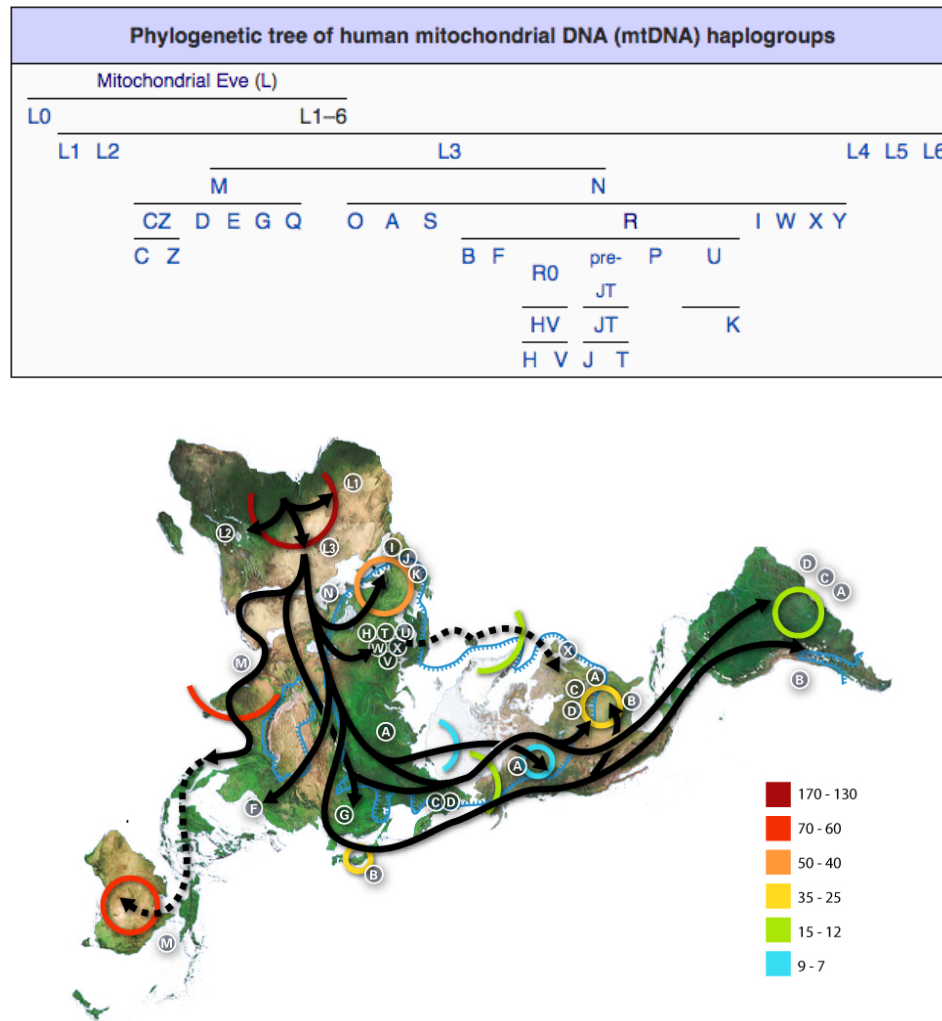 Phylogenetic tree of human mitochondrial DNA (mtDNA) haplogroups
Mitochondrial Eve (L)
L0 L1–6
L1 L2 L3 L4 L5 L6
M N
CZ D E G Q O A S R I W X Y
C Z B F R0 pre-JT P U
HV JT K
H V J T
L1
L2
L3
I
J
K
N
H T U
W X
V
M
X
A
C
D
B
A
A
C D
F
G
B
M
D
C
A
B
170 - 130
70 - 60
50 - 40
35 - 25
15 - 12
9 - 7